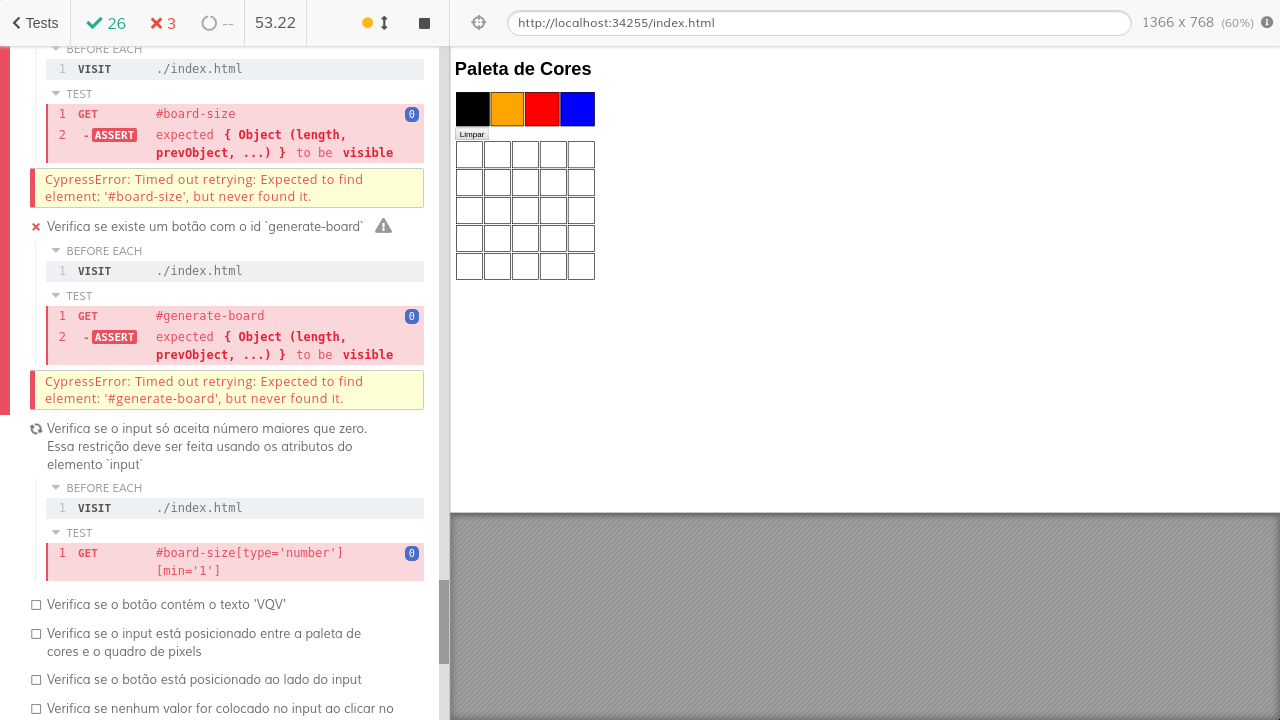 Tests 26 3 -- 53.22 http://localhost:34255/index.html 1366 x 768 (60%)
BEFORE EACH
1 VISIT ./index.html
TEST
1 GET #board-size 0
2 -ASSERT expected { Object (length,
prevObject, ...) } to be visible
CypressError: Timed out retrying: Expected to find
element: '#board-size', but never found it.
Verifica se existe um botão com o id `generate-board`
BEFORE EACH
1 VISIT ./index.html
TEST
1 GET #generate-board 0
2 -ASSERT expected { Object (length,
prevObject, ...) } to be visible
CypressError: Timed out retrying: Expected to find
element: '#generate-board', but never found it.
Verifica se o input só aceita número maiores que zero.
Essa restrição deve ser feita usando os atributos do
elemento `input`
BEFORE EACH
1 VISIT ./index.html
TEST
1 GET #board-size[type='number'] 0
[min='1']
Verifica se o botão contém o texto 'VQV'
Verifica se o input está posicionado entre a paleta de
cores e o quadro de pixels
Verifica se o botão está posicionado ao lado do input
Verifica se nenhum valor for colocado no input ao clicar no
Paleta de Cores
Limpar